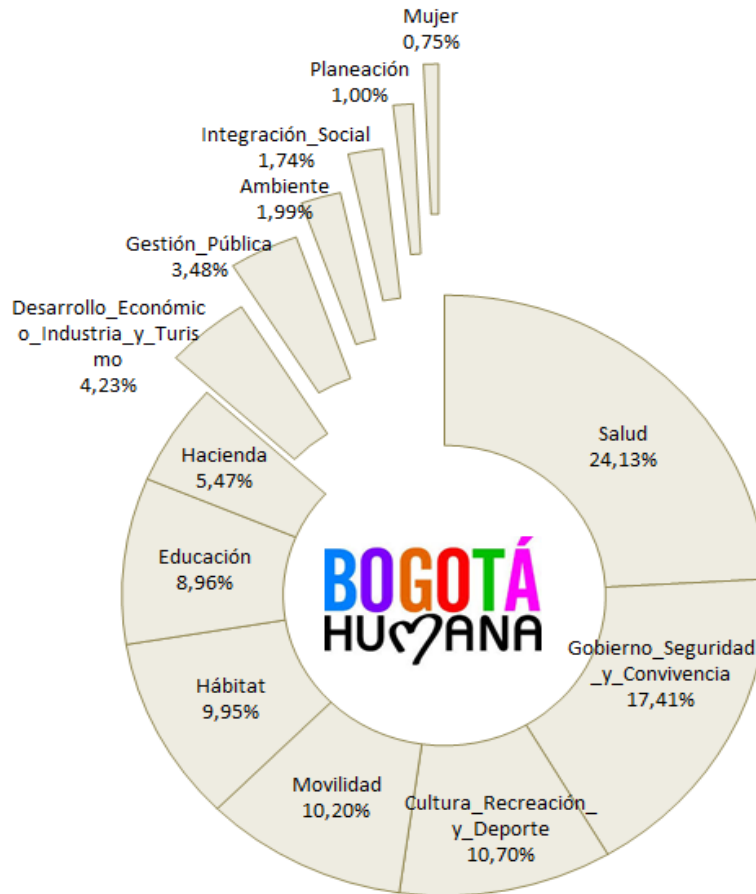 Mujer
0,75%
Planeación
1,00%
Integración_Social
1,74%
Ambiente
1,99%
Gestión_Pública
3,48%
Desarrollo_Económic
o_Industria_y_Turis
mo
4,23%
Hacienda
5,47%
Educación
8,96%
Hábitat
9,95%
Movilidad
10,20%
Cultura_Recreación_
y_Deporte
10,70%
Gobierno_Seguridad
_y_Convivencia
17,41%
Salud
24,13%
BOGOTÁ
HUMANA